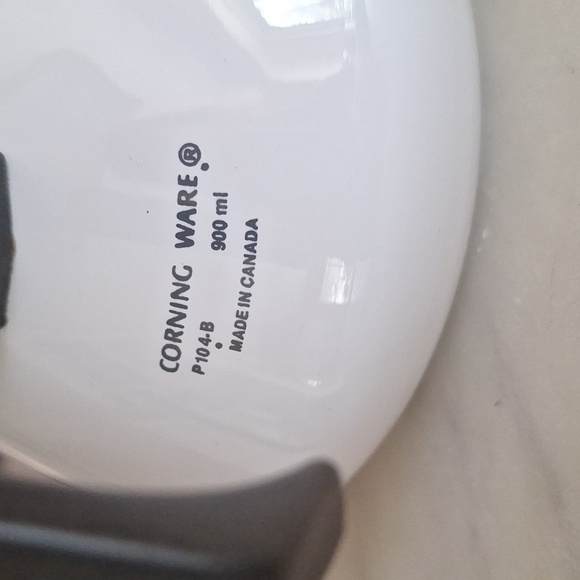 CORNING WARE®
P104-B 900 ml
MADE IN CANADA